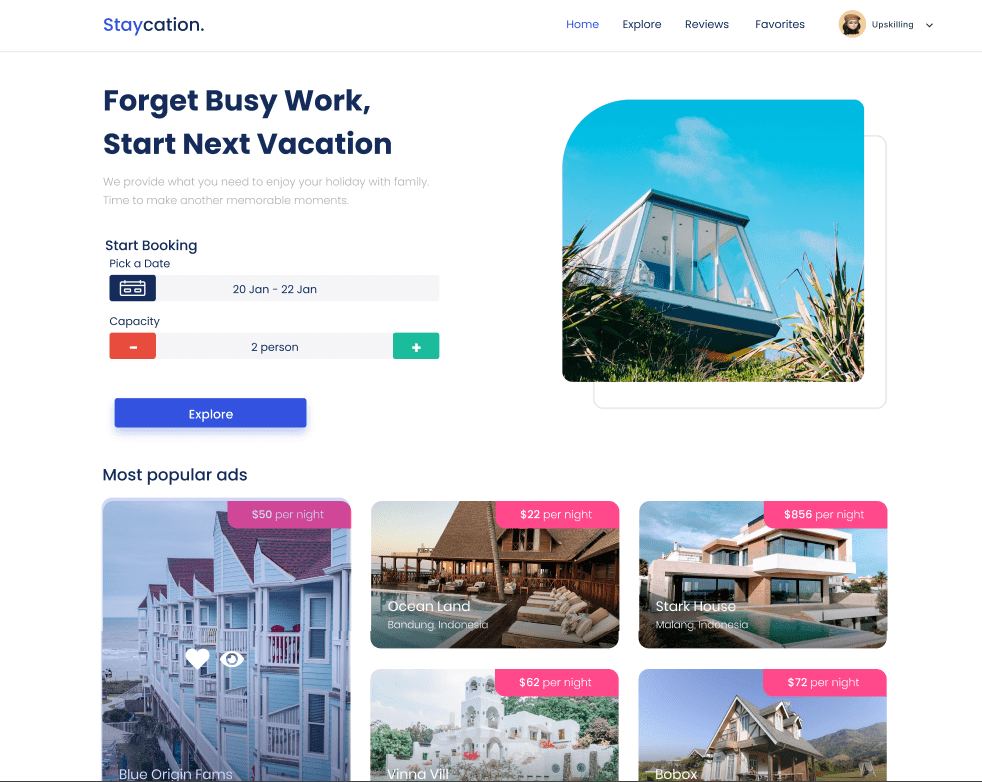 Staycation.
Home Explore Reviews Favorites Upskilling
Forget Busy Work,
Start Next Vacation
We provide what you need to enjoy your holiday with family.
Time to make another memorable moments.
Start Booking
Pick a Date
20 Jan - 22 Jan
Capacity
- 2 person +
Explore
Most popular ads
$50 per night
Blue Origin Fams
$22 per night
Ocean Land
Bandung, Indonesia
$856 per night
Stark House
Malang, Indonesia
$62 per night
Vinna Vill
$72 per night
Bobox